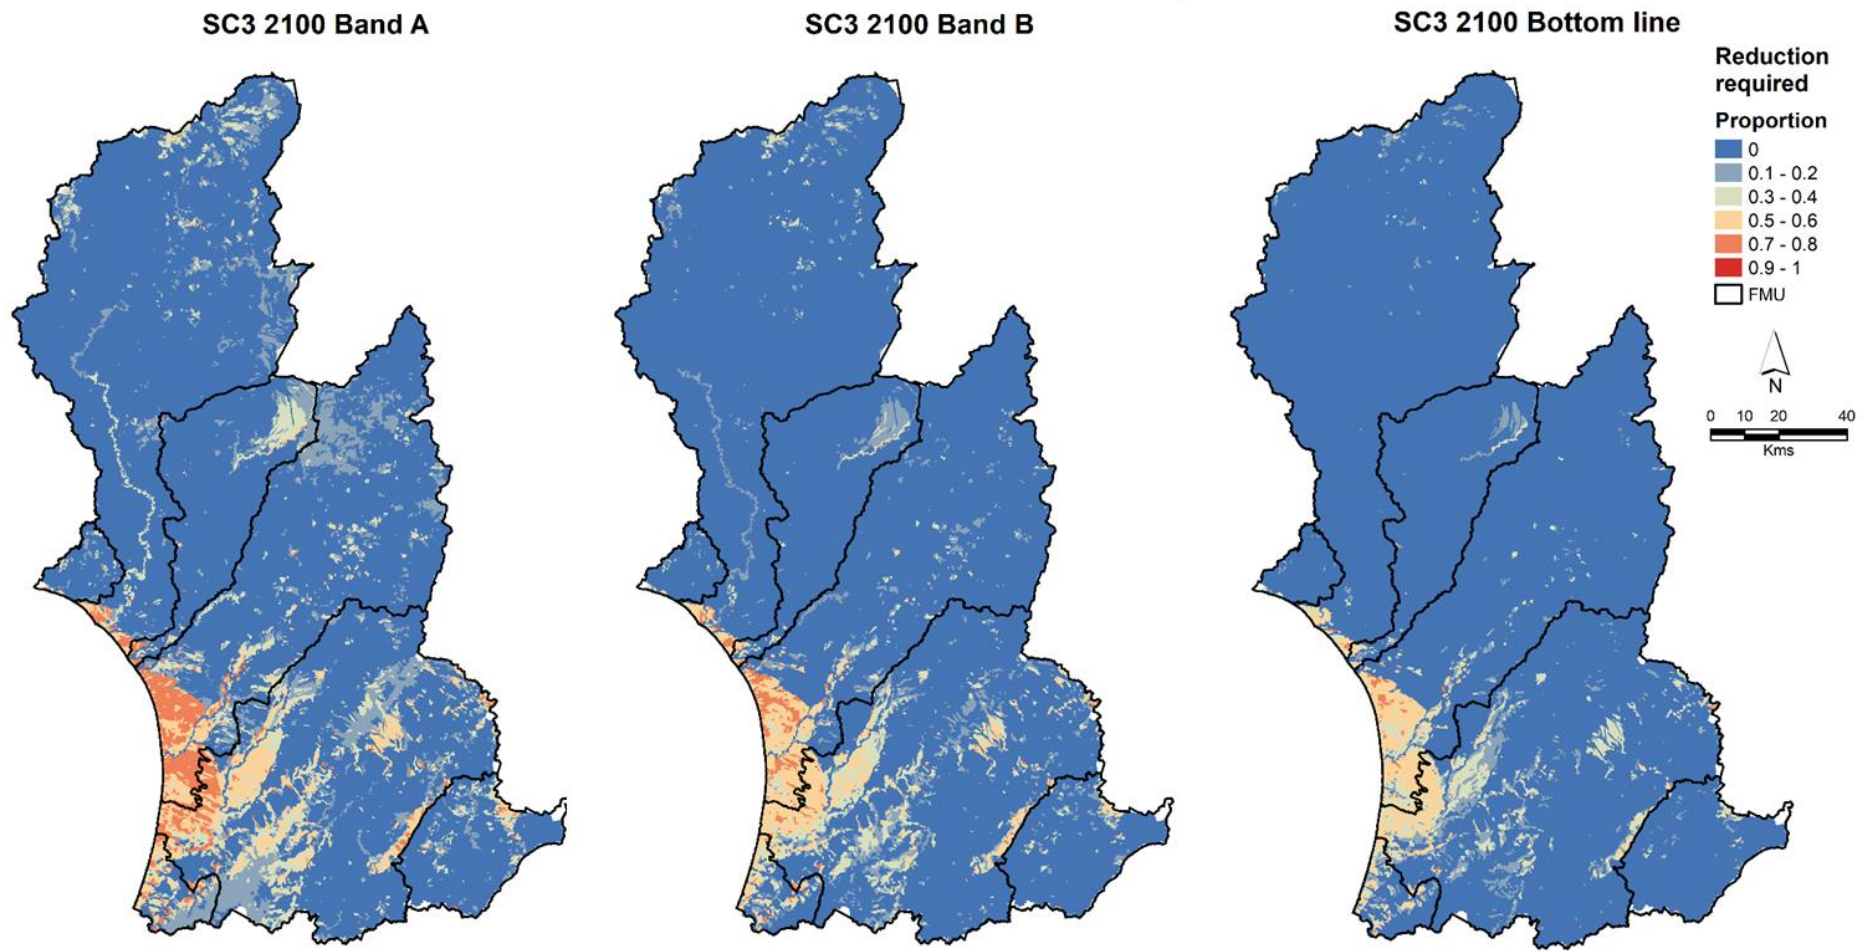 SC3 2100 Band A
SC3 2100 Band B
SC3 2100 Bottom line
Reduction
required
Proportion
0
0.1 - 0.2
0.3 - 0.4
0.5 - 0.6
0.7 - 0.8
0.9 - 1
FMU
N
0 10 20 40
Kms